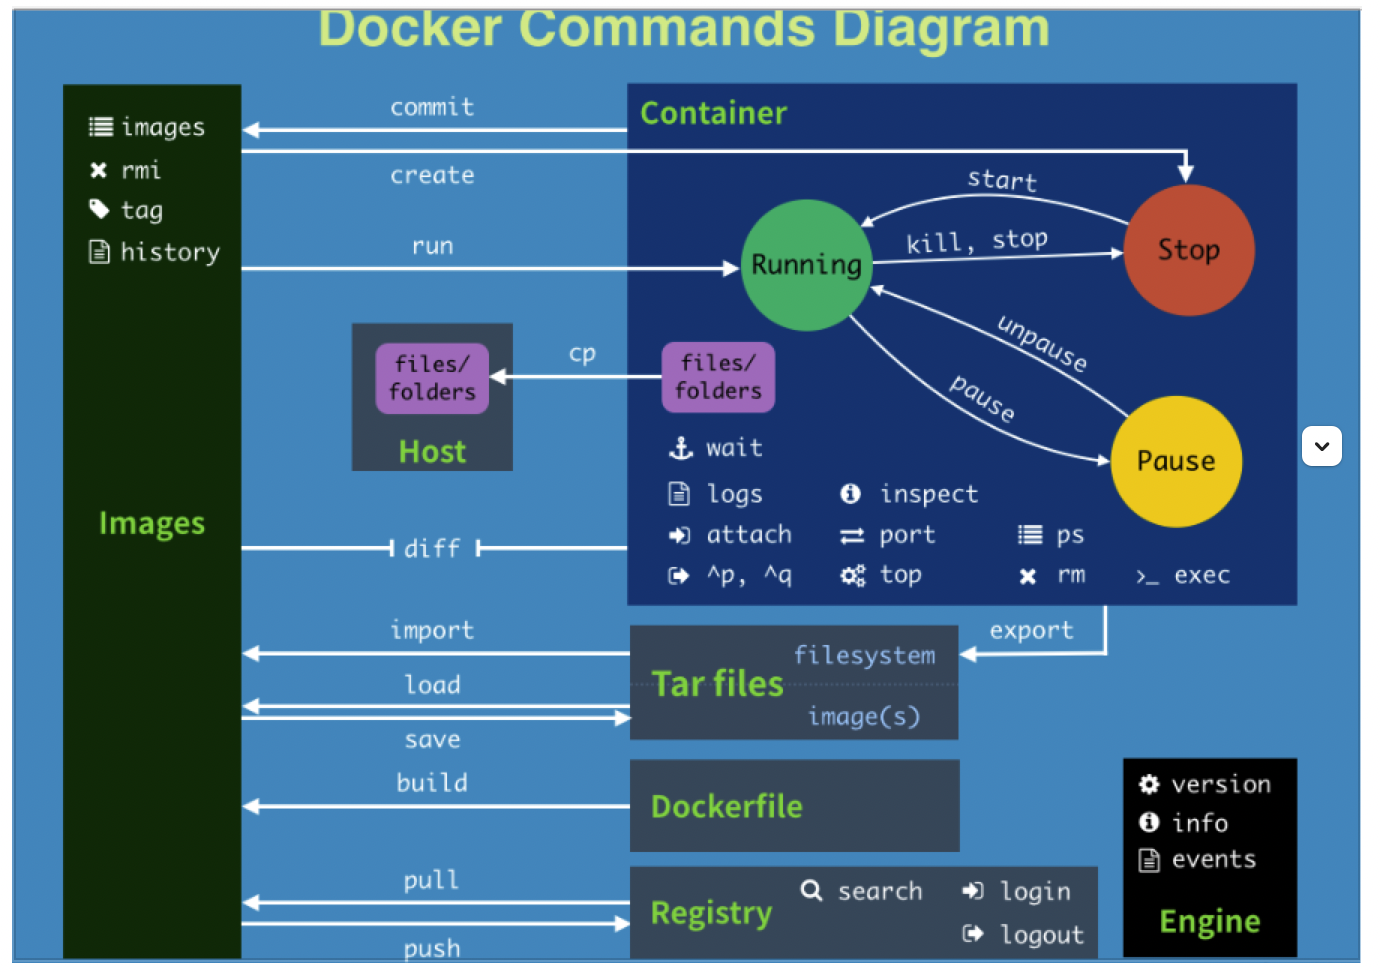 Docker Commands Diagram
images
rmi
tag
history
Images
commit
create
run
cp
files/
folders
Host
diff
import
load
save
build
pull
push
Container
start
Running
kill, stop
Stop
unpause
pause
Pause
files/
folders
wait
logs
inspect
attach
port
ps
^p, ^q
top
rm
>_ exec
export
filesystem
Tar files
image(s)
Dockerfile
Registry
search
login
logout
version
info
events
Engine